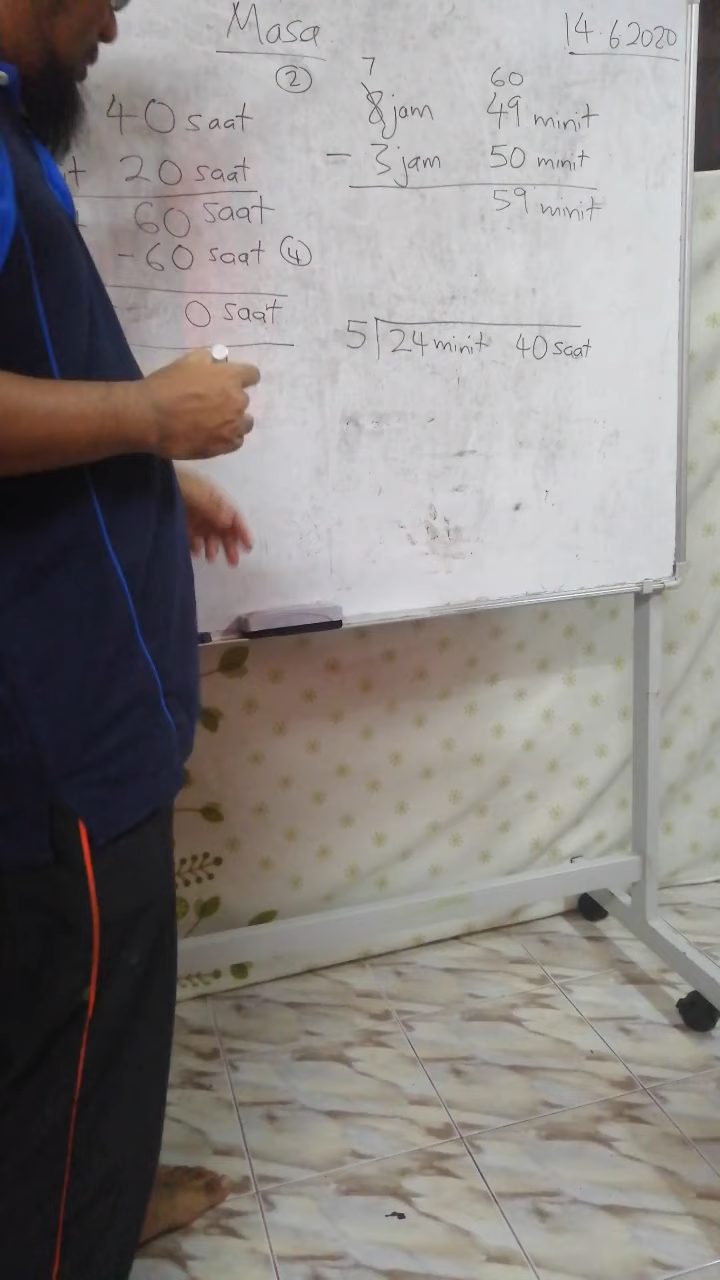 Masa
14.6.2020
40 saat
+ 20 saat
60 saat
-60 saat ④
0 saat
②
7 60
8 jam 49 minit
- 3 jam 50 minit
59 minit
5 24 minit 40 saat